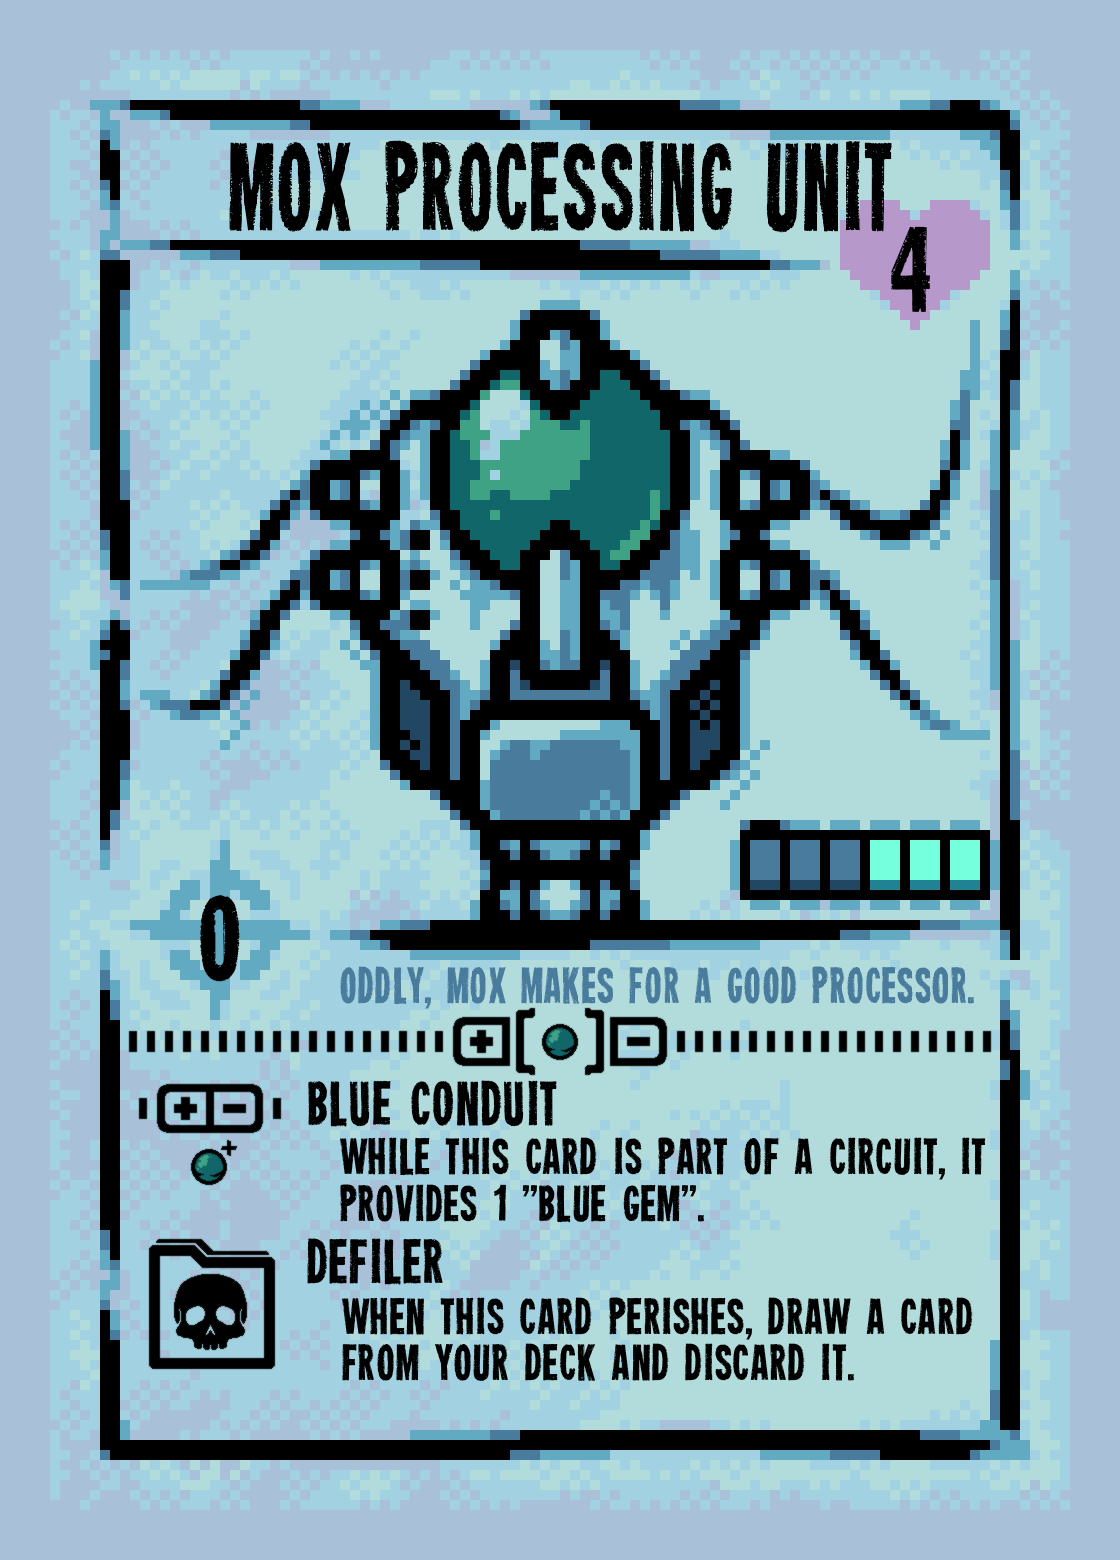 MOX PROCESSING UNIT
4
0
ODDLY, MOX MAKES FOR A GOOD PROCESSOR.
BLUE CONDUIT
WHILE THIS CARD IS PART OF A CIRCUIT, IT
PROVIDES 1 "BLUE GEM".
DEFILER
WHEN THIS CARD PERISHES, DRAW A CARD
FROM YOUR DECK AND DISCARD IT.